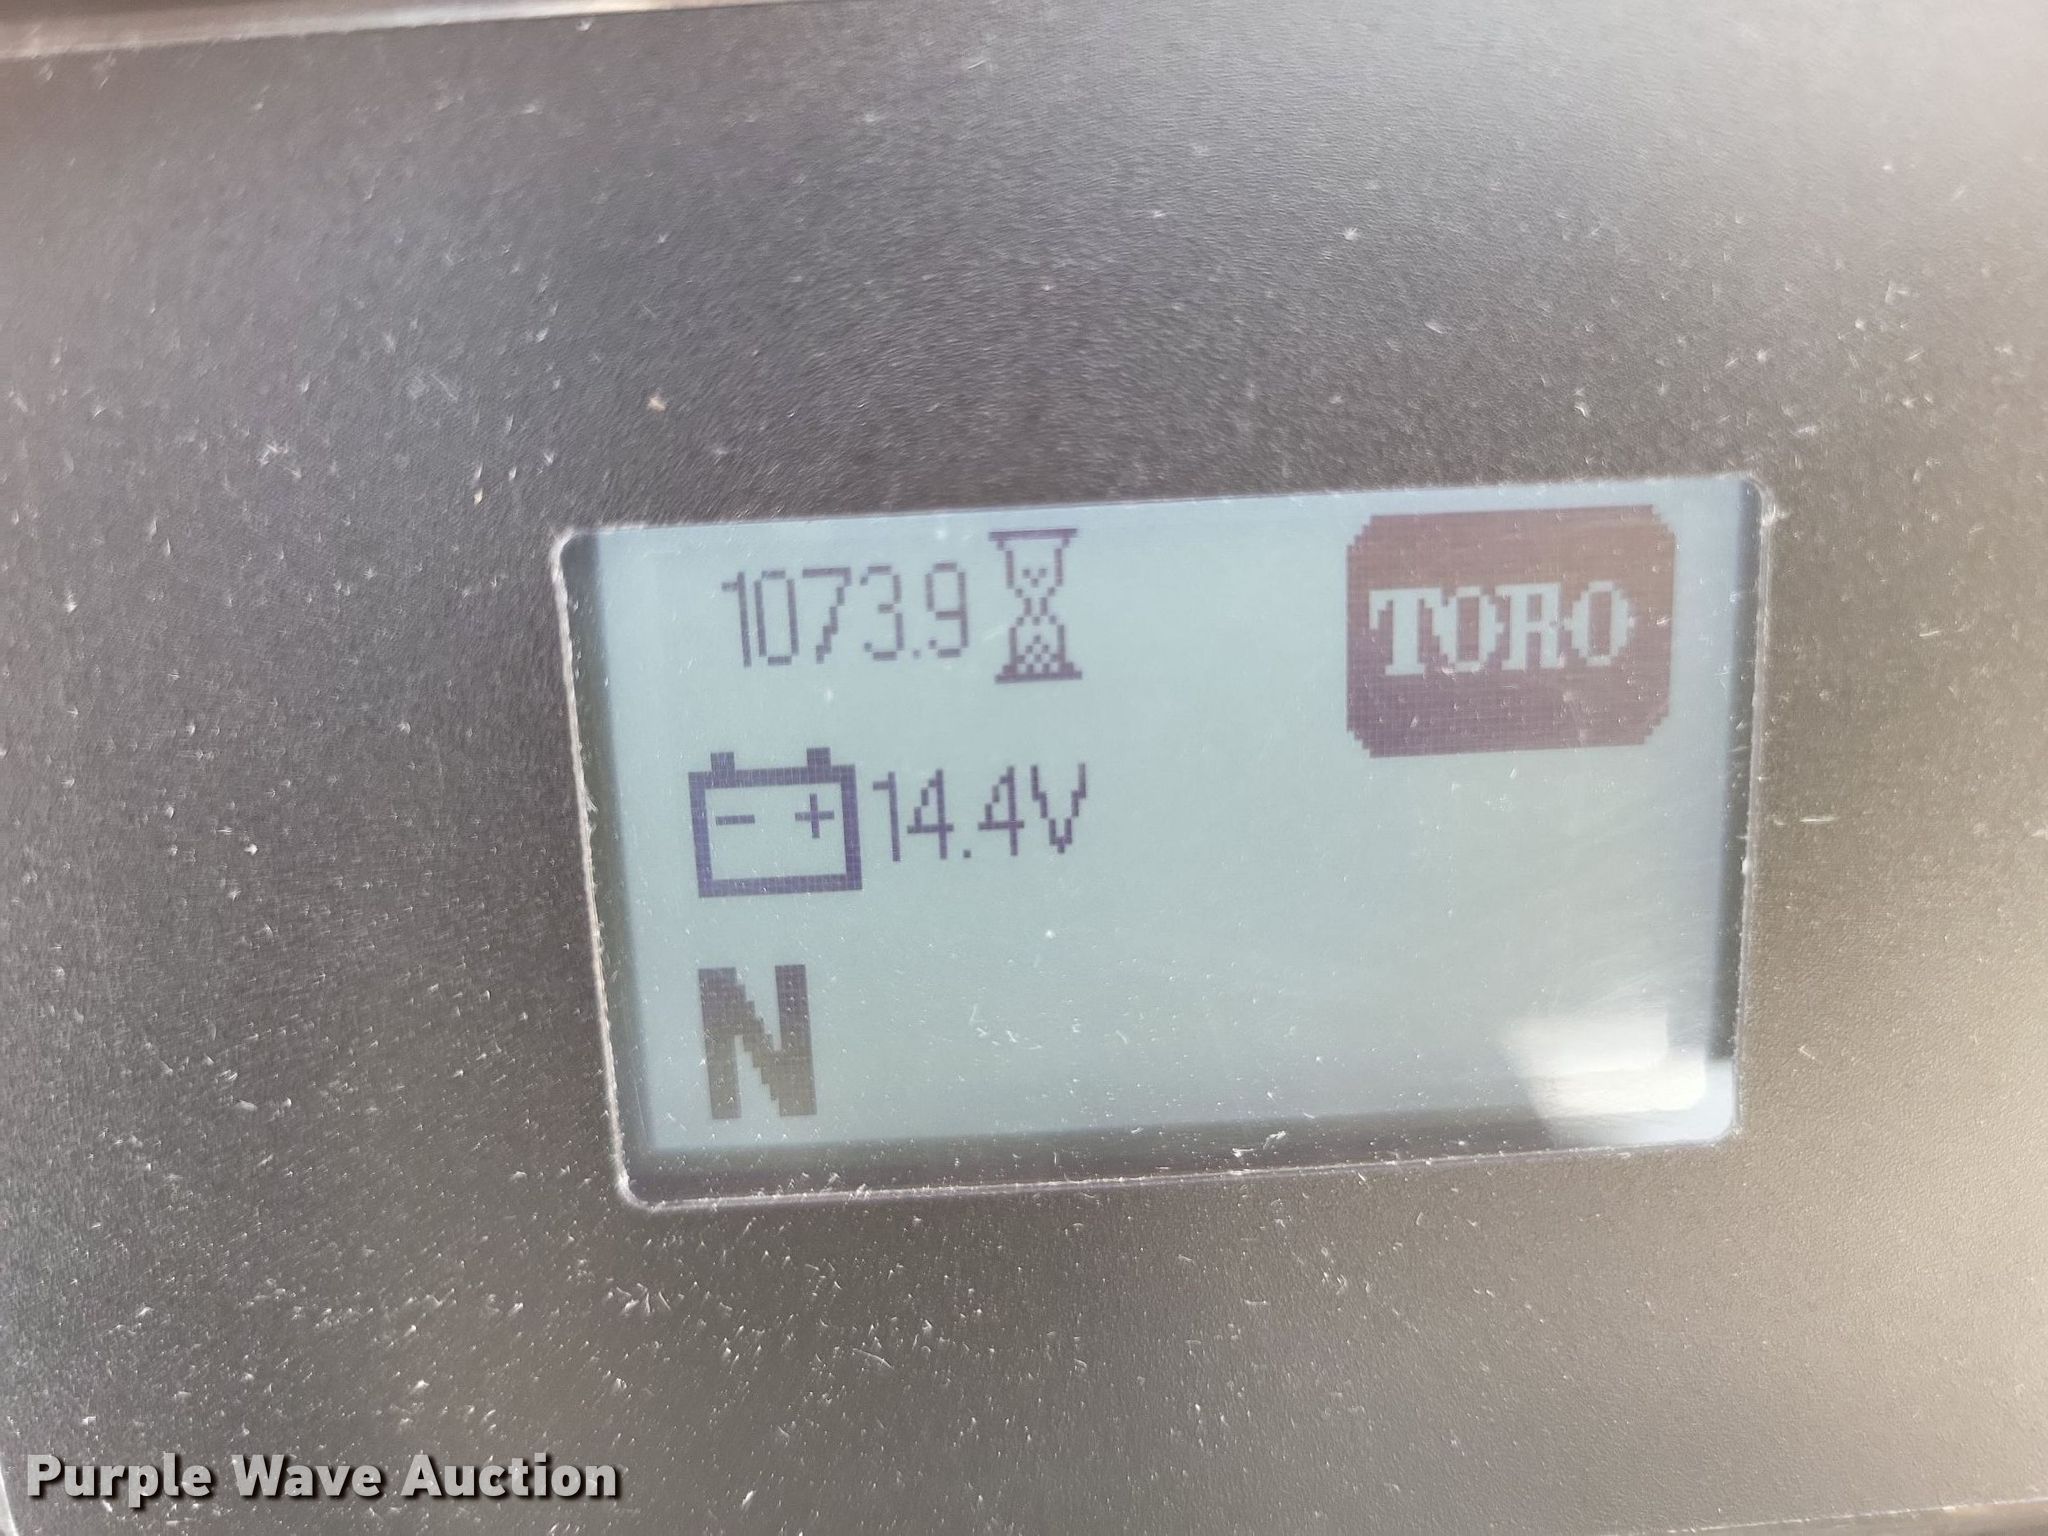 1073.9
TORO
14.4V
N
Purple Wave Auction